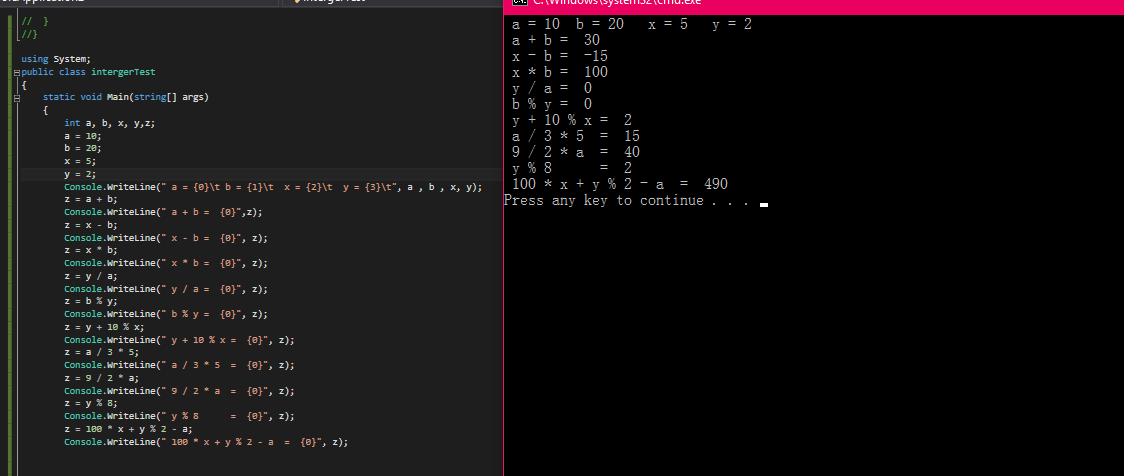 C:\Windows\system32\cmd.exe
//  }
//}
using System;
public class intergerTest
{
static void Main(string[] args)
{
int a, b, x, y,z;
a = 10;
b = 20;
x = 5;
y = 2;
Console.WriteLine(" a = {0}\t b = {1}\t  x = {2}\t  y = {3}\t", a , b , x, y);
z = a + b;
Console.WriteLine(" a + b =  {0}",z);
z = x - b;
Console.WriteLine(" x - b =  {0}", z);
z = x * b;
Console.WriteLine(" x * b =  {0}", z);
z = y / a;
Console.WriteLine(" y / a =  {0}", z);
z = b % y;
Console.WriteLine(" b % y =  {0}", z);
z = y + 10 % x;
Console.WriteLine(" y + 10 % x =  {0}", z);
z = a / 3 * 5;
Console.WriteLine(" a / 3 * 5  =  {0}", z);
z = 9 / 2 * a;
Console.WriteLine(" 9 / 2 * a  =  {0}", z);
z = y % 8;
Console.WriteLine(" y % 8      =  {0}", z);
z = 100 * x + y % 2 - a;
Console.WriteLine(" 100 * x + y % 2 - a  =  {0}", z);
a = 10  b = 20   x = 5   y = 2
a + b =  30
x - b =  -15
x * b =  100
y / a =  0
b % y =  0
y + 10 % x =  2
a / 3 * 5  =  15
9 / 2 * a  =  40
y % 8      =  2
100 * x + y % 2 - a  =  490
Press any key to continue . . .